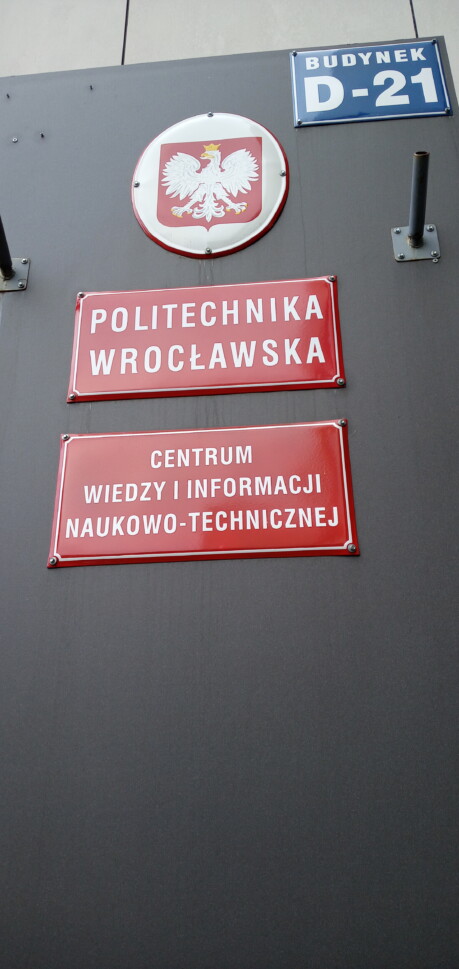 BUDYNEK
D-21
POLITECHNIKA
WROCŁAWSKA
CENTRUM
WIEDZY I INFORMACJI
NAUKOWO-TECHNICZNEJ